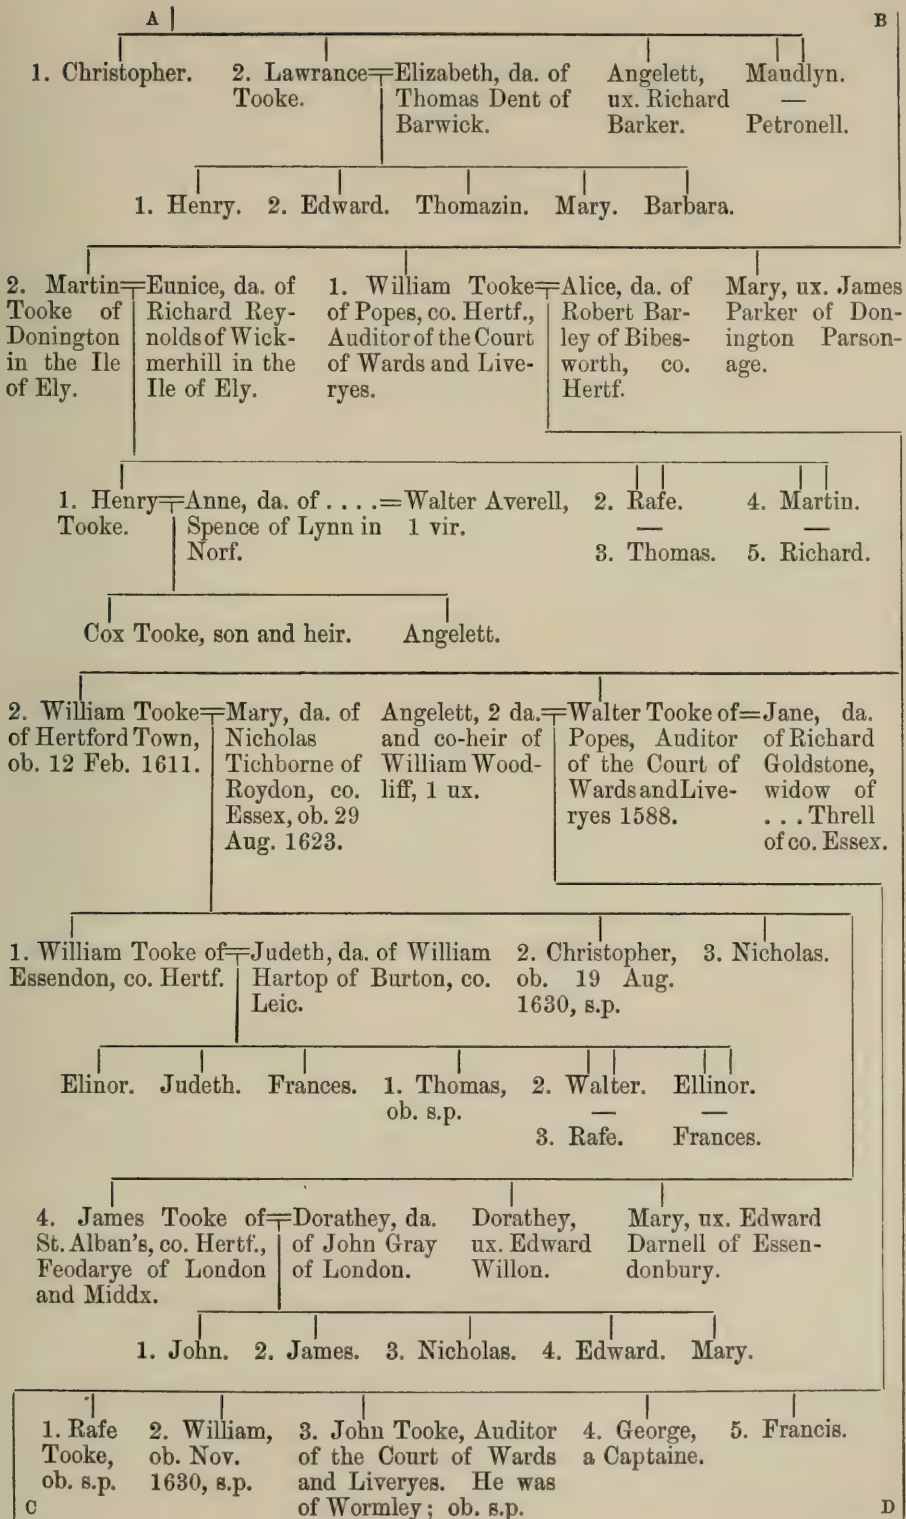 A B
1. Christopher. 2. Lawrance=Elizabeth, da. of Angelett, Maudlyn.
Tooke. Thomas Dent of ux. Richard —
Barwick. Barker. Petronell.
1. Henry. 2. Edward. Thomazin. Mary. Barbara.
2. Martin=Eunice, da. of 1. William Tooke=Alice, da. of Mary, ux. James
Tooke of Richard Rey- of Popes, co. Hertf., Robert Bar- Parker of Don-
Donington nolds of Wick- Auditor of the Court ley of Bibes- ington Parson-
in the Ile merhill in the of Wards and Live- worth, co. age.
of Ely. Ile of Ely. ryes. Hertf.
1. Henry=Anne, da. of . . . .=Walter Averell, 2. Rafe. 4. Martin.
Tooke. Spence of Lynn in 1 vir. — —
Norf. 3. Thomas. 5. Richard.
Cox Tooke, son and heir. Angelett.
2. William Tooke=Mary, da. of Angelett, 2 da.=Walter Tooke of=Jane, da.
of Hertford Town, Nicholas and co-heir of Popes, Auditor of Richard
ob. 12 Feb. 1611. Tichborne of William Wood- of the Court of Goldstone,
Roydon, co. liff, 1 ux. Wards and Live- widow of
Essex, ob. 29 ryes 1588. . . . Threll
Aug. 1623. of co. Essex.
1. William Tooke of=Judeth, da. of William 2. Christopher, 3. Nicholas.
Essendon, co. Hertf. Hartop of Burton, co. ob. 19 Aug.
Leic. 1630, s.p.
Elinor. Judeth. Frances. 1. Thomas, 2. Walter. Ellinor.
ob. s.p. — —
3. Rafe. Frances.
4. James Tooke of=Dorathey, da. Dorathey, Mary, ux. Edward
St. Alban's, co. Hertf., of John Gray ux. Edward Darnell of Essen-
Feodarye of London of London. Willon. donbury.
and Middx.
1. John. 2. James. 3. Nicholas. 4. Edward. Mary.
1. Rafe 2. William, 3. John Tooke, Auditor 4. George, 5. Francis.
Tooke, ob. Nov. of the Court of Wards a Captaine.
ob. s.p. 1630, s.p. and Liveryes. He was
C of Wormley; ob. s.p. D